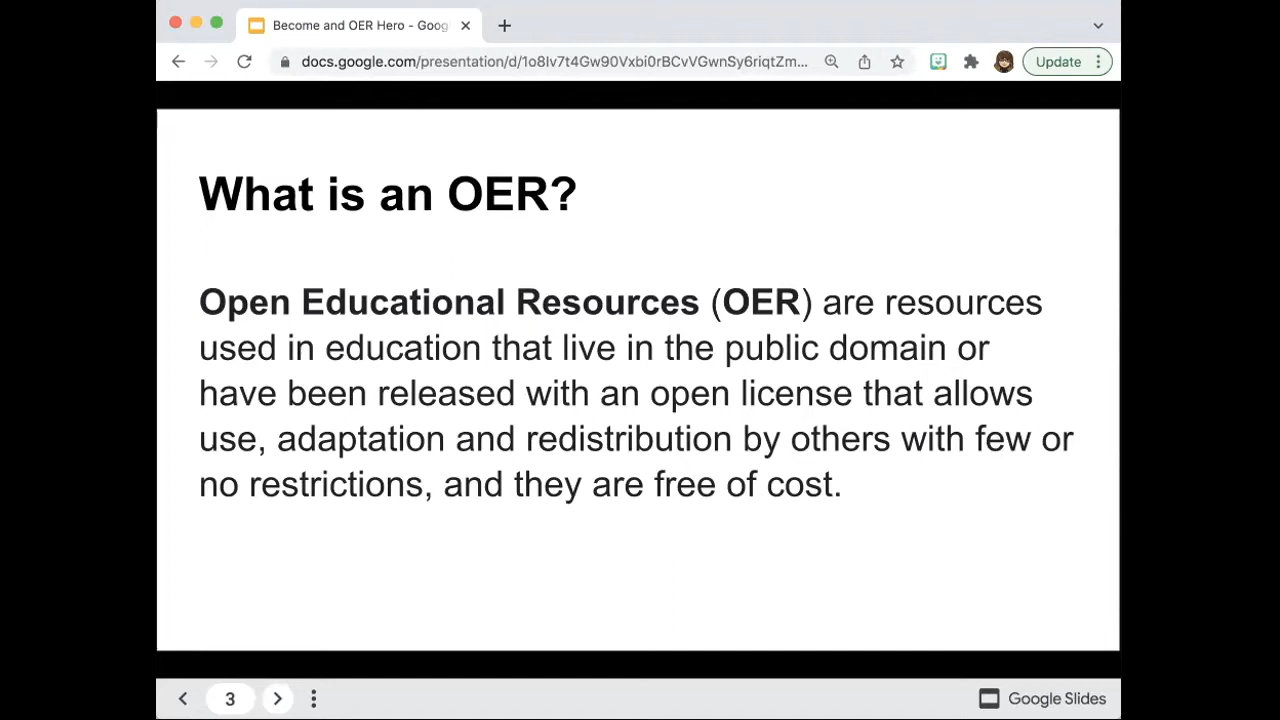 Become and OER Hero - Goog
docs.google.com/presentation/d/1o8Iv7t4Gw90Vxbi0rBCvVGwnSy6riqtZm...
Update
What is an OER?
Open Educational Resources (OER) are resources
used in education that live in the public domain or
have been released with an open license that allows
use, adaptation and redistribution by others with few or
no restrictions, and they are free of cost.
3
Google Slides